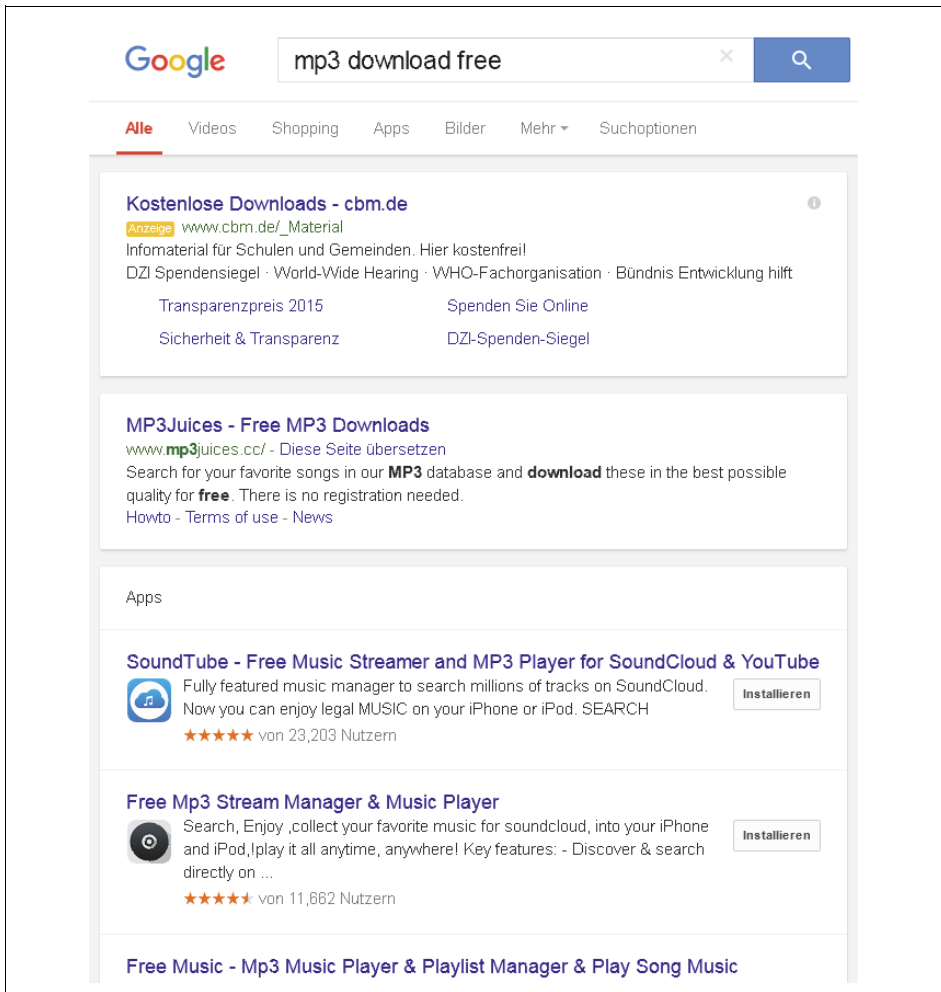 Google
mp3 download free
Alle Videos Shopping Apps Bilder Mehr Suchoptionen
Kostenlose Downloads - cbm.de
Anzeige www.cbm.de/_Material
Infomaterial für Schulen und Gemeinden. Hier kostenfrei!
DZI Spendensiegel · World-Wide Hearing · WHO-Fachorganisation · Bündnis Entwicklung hilft
Transparenzpreis 2015 Spenden Sie Online
Sicherheit & Transparenz DZI-Spenden-Siegel
MP3Juices - Free MP3 Downloads
www.mp3juices.cc/ - Diese Seite übersetzen
Search for your favorite songs in our MP3 database and download these in the best possible
quality for free. There is no registration needed.
Howto - Terms of use - News
Apps
SoundTube - Free Music Streamer and MP3 Player for SoundCloud & YouTube
Fully featured music manager to search millions of tracks on SoundCloud.
Now you can enjoy legal MUSIC on your iPhone or iPod. SEARCH
Installieren
★★★★★ von 23,203 Nutzern
Free Mp3 Stream Manager & Music Player
Search, Enjoy ,collect your favorite music for soundcloud, into your iPhone
and iPod,!play it all anytime, anywhere! Key features: - Discover & search
directly on ...
Installieren
von 11,662 Nutzern
Free Music - Mp3 Music Player & Playlist Manager & Play Song Music